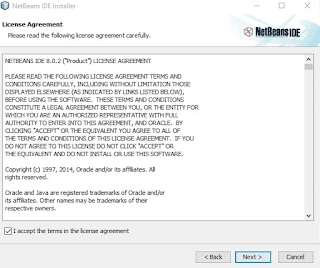 NetBeans IDE Installer
License Agreement
Please read the following license agreement carefully.
NetBeans IDE
NETBEANS IDE 8.0.2 ("Product") LICENSE AGREEMENT
PLEASE READ THE FOLLOWING LICENSE AGREEMENT TERMS AND
CONDITIONS CAREFULLY, INCLUDING WITHOUT LIMITATION THOSE
DISPLAYED ELSEWHERE (AS INDICATED BY LINKS LISTED BELOW),
BEFORE USING THE SOFTWARE. THESE TERMS AND CONDITIONS
CONSTITUTE A LEGAL AGREEMENT BETWEEN YOU, OR THE ENTITY FOR
WHICH YOU ARE AN AUTHORIZED REPRESENTATIVE WITH FULL
AUTHORITY TO ENTER INTO THIS AGREEMENT, AND ORACLE. BY
CLICKING "ACCEPT" OR THE EQUIVALENT YOU AGREE TO ALL OF
THE TERMS AND CONDITIONS OF THIS LICENSE AGREEMENT. IF YOU
DO NOT AGREE TO THIS LICENSE DO NOT CLICK "ACCEPT" OR
THE EQUIVALENT AND DO NOT INSTALL OR USE THIS SOFTWARE.
Copyright (c) 1997, 2014, Oracle and/or its affiliates. All
rights reserved.
Oracle and Java are registered trademarks of Oracle and/or
its affiliates. Other names may be trademarks of their
respective owners.
I accept the terms in the license agreement
< Back
Next >
Cancel